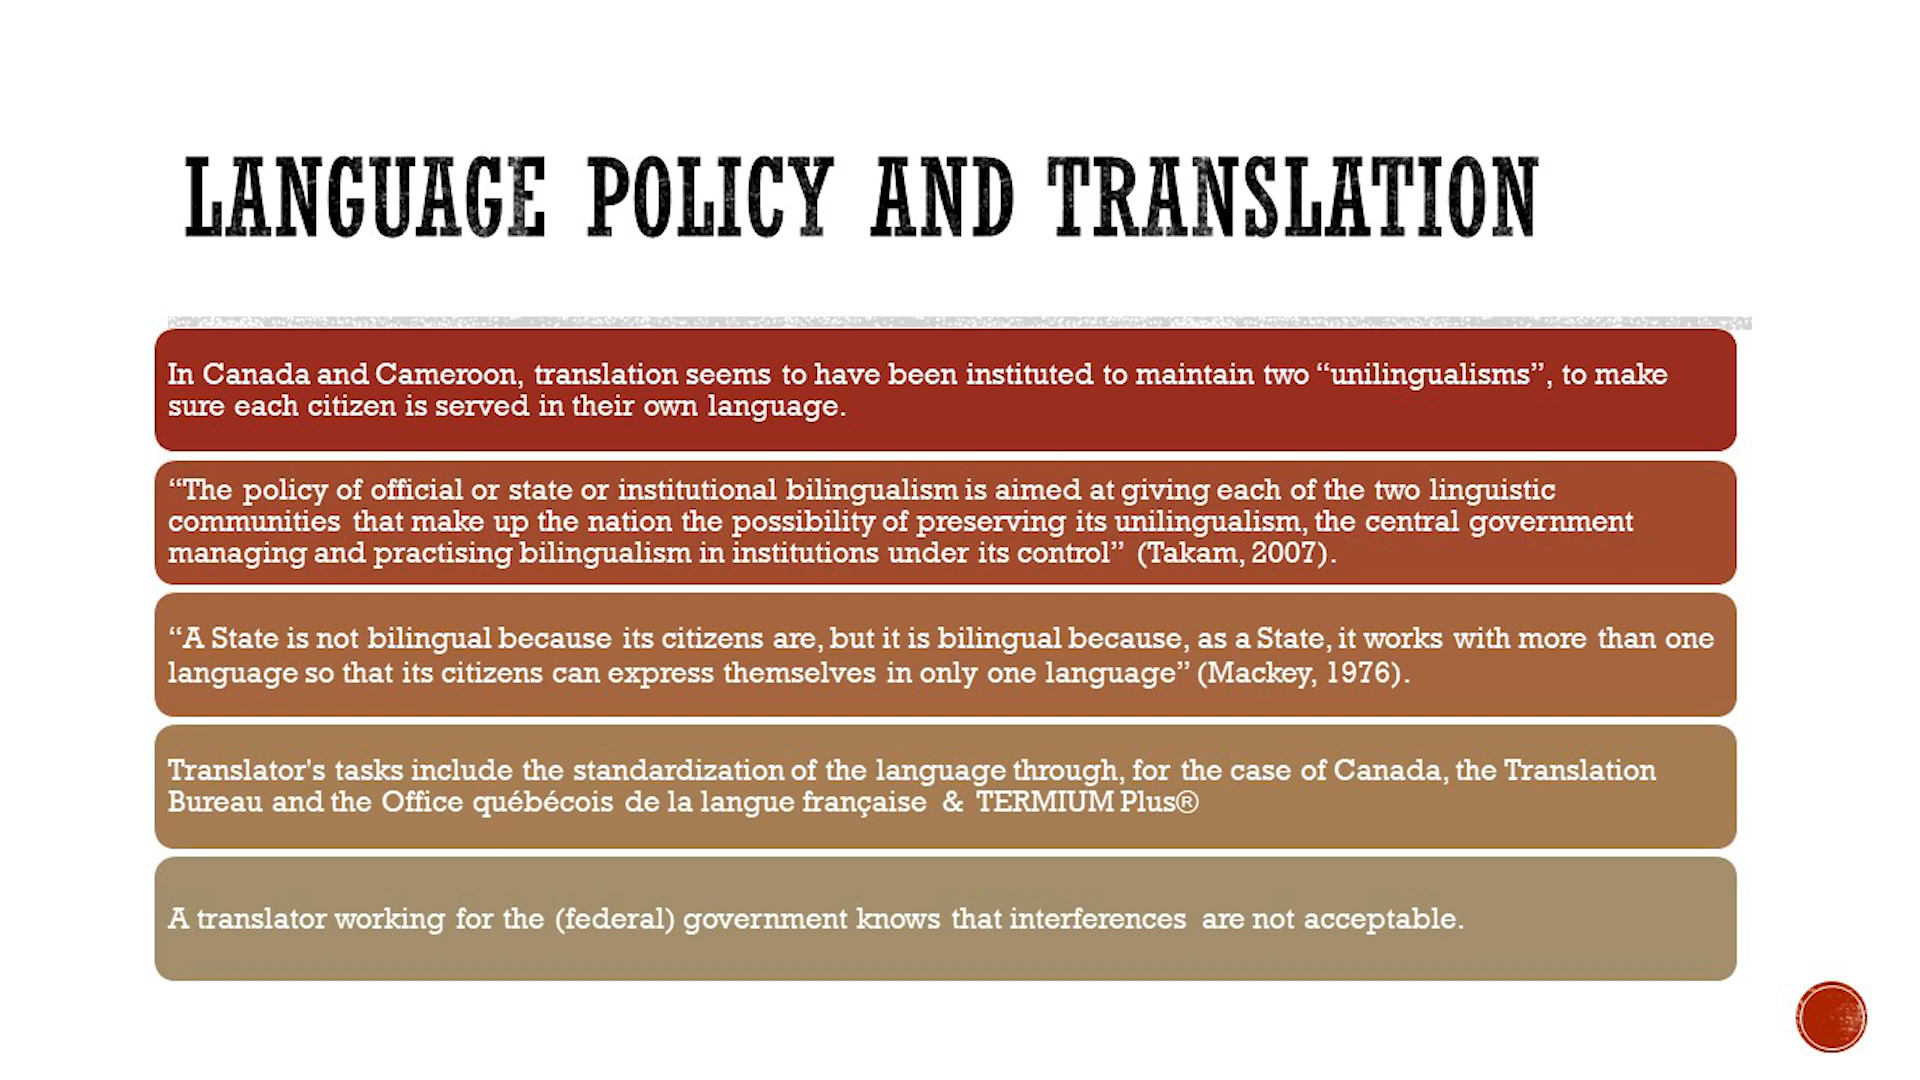 LANGUAGE POLICY AND TRANSLATION
In Canada and Cameroon, translation seems to have been instituted to maintain two “unilingualisms”, to make
sure each citizen is served in their own language.
“The policy of official or state or institutional bilingualism is aimed at giving each of the two linguistic
communities that make up the nation the possibility of preserving its unilingualism, the central government
managing and practising bilingualism in institutions under its control” (Takam, 2007).
“A State is not bilingual because its citizens are, but it is bilingual because, as a State, it works with more than one
language so that its citizens can express themselves in only one language” (Mackey, 1976).
Translator's tasks include the standardization of the language through, for the case of Canada, the Translation
Bureau and the Office québécois de la langue française & TERMIUM Plus®
A translator working for the (federal) government knows that interferences are not acceptable.